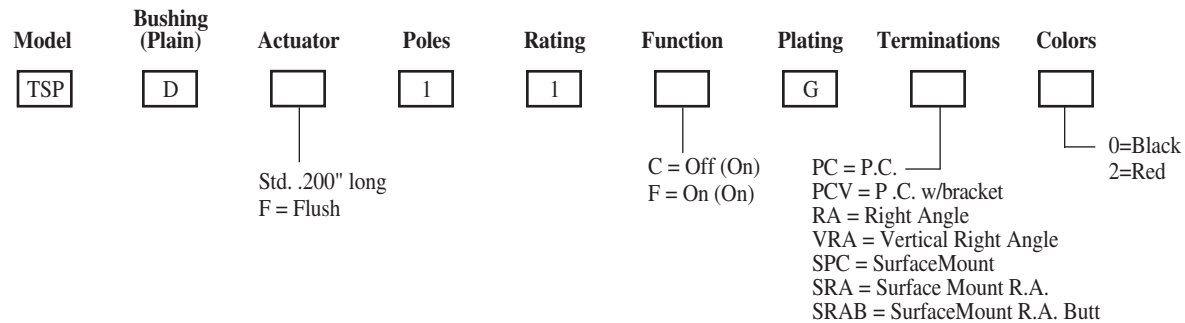 Model Bushing (Plain) Actuator Poles Rating Function Plating Terminations Colors
TSP D 1 1 G
Std. .200" long
F = Flush
C = Off (On)
F = On (On)
PC = P.C.
PCV = P .C. w/bracket
RA = Right Angle
VRA = Vertical Right Angle
SPC = SurfaceMount
SRA = Surface Mount R.A.
SRAB = SurfaceMount R.A. Butt
0=Black
2=Red